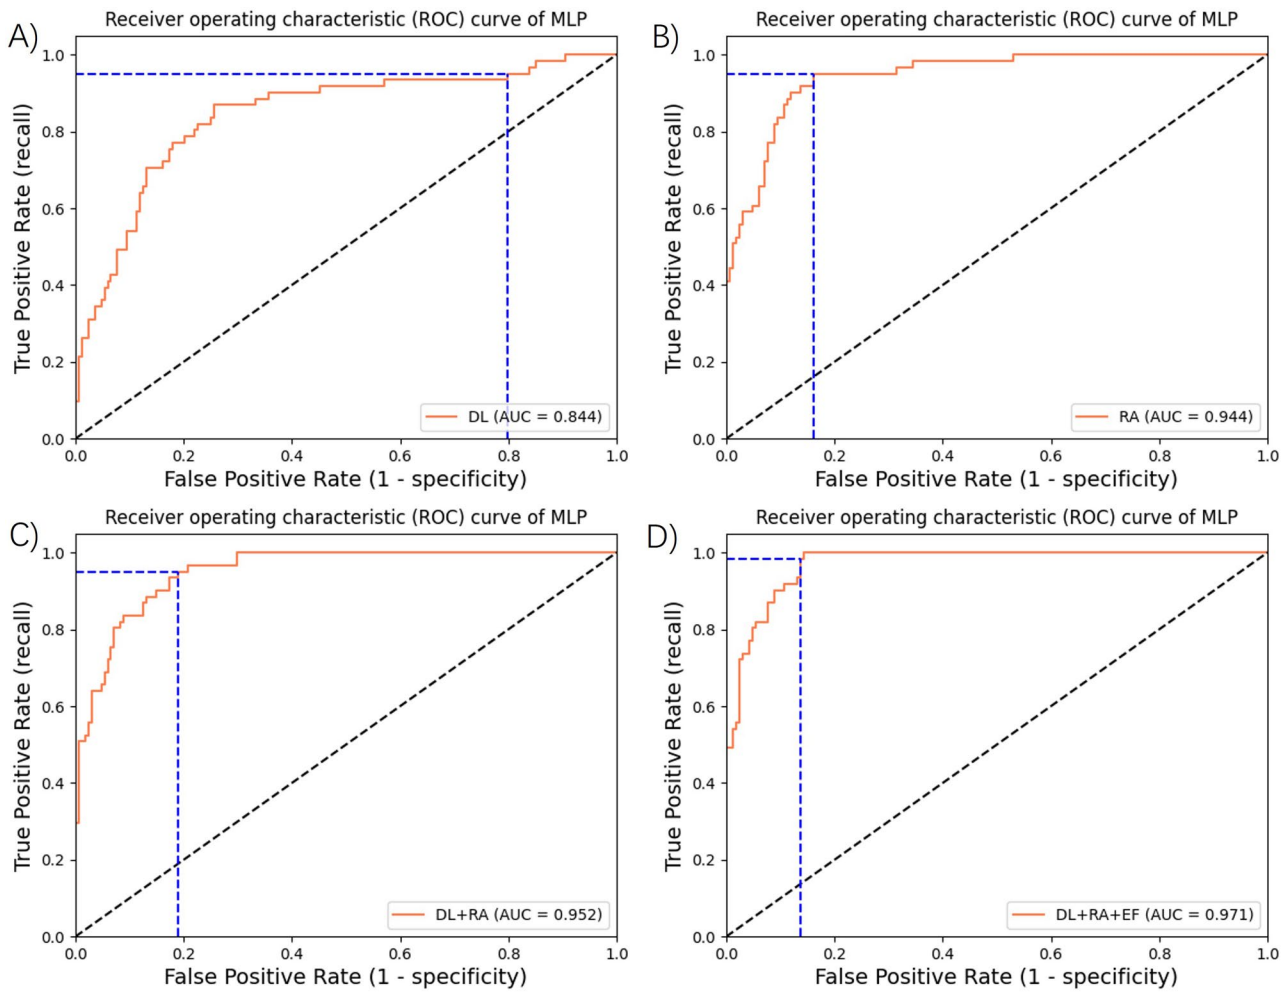 A)
Receiver operating characteristic (ROC) curve of MLP
True Positive Rate (recall)
1.0
0.8
0.6
0.4
0.2
0.0
DL (AUC = 0.844)
0.0 0.2 0.4 0.6 0.8 1.0
False Positive Rate (1 - specificity)
B)
Receiver operating characteristic (ROC) curve of MLP
True Positive Rate (recall)
1.0
0.8
0.6
0.4
0.2
0.0
RA (AUC = 0.944)
0.0 0.2 0.4 0.6 0.8 1.0
False Positive Rate (1 - specificity)
C)
Receiver operating characteristic (ROC) curve of MLP
True Positive Rate (recall)
1.0
0.8
0.6
0.4
0.2
0.0
DL+RA (AUC = 0.952)
0.0 0.2 0.4 0.6 0.8 1.0
False Positive Rate (1 - specificity)
D)
Receiver operating characteristic (ROC) curve of MLP
True Positive Rate (recall)
1.0
0.8
0.6
0.4
0.2
0.0
DL+RA+EF (AUC = 0.971)
0.0 0.2 0.4 0.6 0.8 1.0
False Positive Rate (1 - specificity)